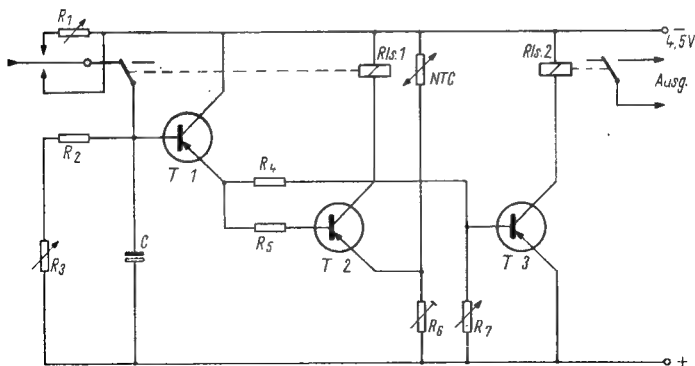 R1
−
4,5V
Rls.1
NTC
Rls.2
Ausg.
R2
T 1
R4
R5
T 2
T 3
R3
C
R6
R7
+